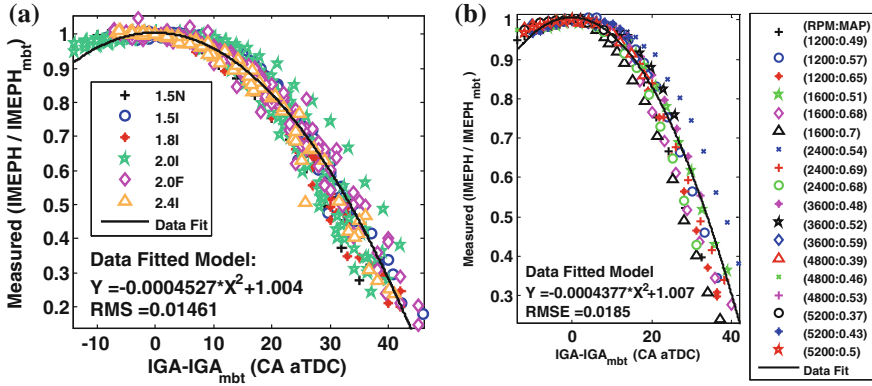 (a)
Measured (IMEPH / IMEPH_mbt)
1
0.9
0.8
0.7
0.6
0.5
0.4
0.3
0.2
-10 0 10 20 30 40
IGA-IGA_mbt (CA aTDC)
1.5N
1.5I
1.8I
2.0I
2.0F
2.4I
Data Fit
Data Fitted Model:
Y =-0.0004527*X²+1.004
RMS =0.01461
(b)
Measured (IMEPH / IMEPH_mbt)
1
0.9
0.8
0.7
0.6
0.5
0.4
0.3
0 20 40
IGA-IGA_mbt (CA aTDC)
Data Fitted Model
Y =-0.0004377*X²+1.007
RMSE =0.0185
(RPM:MAP)
(1200:0.49)
(1200:0.57)
(1200:0.65)
(1600:0.51)
(1600:0.68)
(1600:0.7)
(2400:0.54)
(2400:0.69)
(2400:0.68)
(3600:0.48)
(3600:0.52)
(3600:0.59)
(4800:0.39)
(4800:0.46)
(4800:0.53)
(5200:0.37)
(5200:0.43)
(5200:0.5)
Data Fit